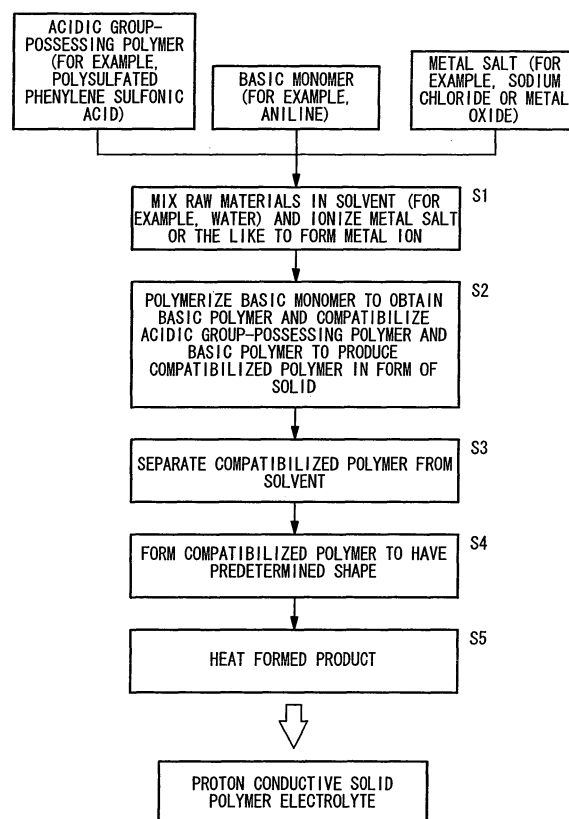 ACIDIC GROUP-
POSSESSING POLYMER
(FOR EXAMPLE,
POLYSULFATED
PHENYLENE SULFONIC
ACID)
BASIC MONOMER
(FOR EXAMPLE,
ANILINE)
METAL SALT (FOR
EXAMPLE, SODIUM
CHLORIDE OR METAL
OXIDE)
S1
MIX RAW MATERIALS IN SOLVENT (FOR
EXAMPLE, WATER) AND IONIZE METAL SALT
OR THE LIKE TO FORM METAL ION
S2
POLYMERIZE BASIC MONOMER TO OBTAIN
BASIC POLYMER AND COMPATIBILIZE
ACIDIC GROUP-POSSESSING POLYMER AND
BASIC POLYMER TO PRODUCE
COMPATIBILIZED POLYMER IN FORM OF
SOLID
S3
SEPARATE COMPATIBILIZED POLYMER FROM
SOLVENT
S4
FORM COMPATIBILIZED POLYMER TO HAVE
PREDETERMINED SHAPE
S5
HEAT FORMED PRODUCT
PROTON CONDUCTIVE SOLID
POLYMER ELECTROLYTE